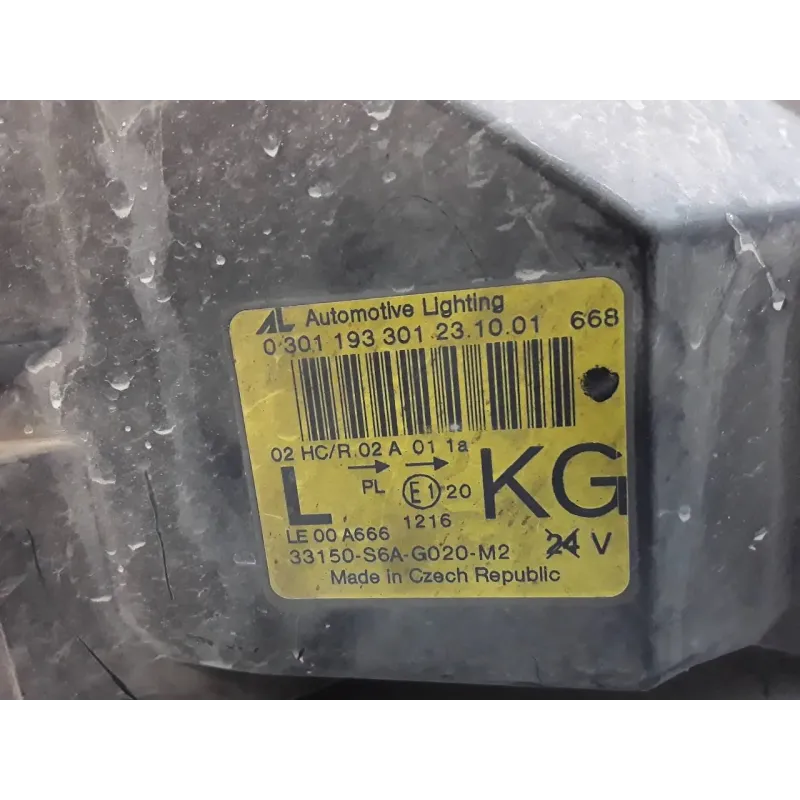 AL Automotive Lighting
0 301 193 301 23.10.01 668
02 HC/R 02 A 01 1a
L PL E1 20 KG
LE 00 A666 1216
33150-S6A-G020-M2 24 V
Made in Czech Republic